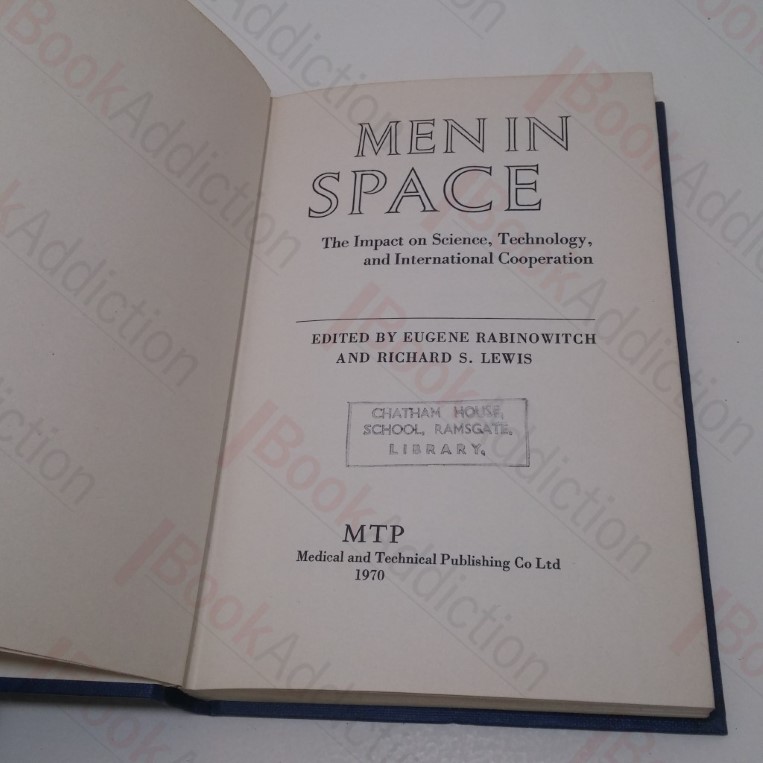 MEN IN
SPACE
The Impact on Science, Technology,
and International Cooperation
EDITED BY EUGENE RABINOWITCH
AND RICHARD S. LEWIS
CHATHAM HOUSE,
SCHOOL, RAMSGATE,
LIBRARY.
MTP
Medical and Technical Publishing Co Ltd
1970
BookAddiction